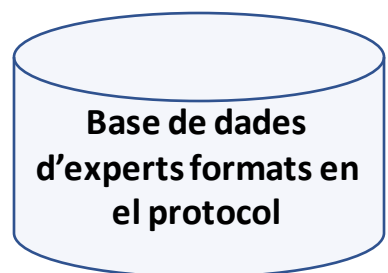 Base de dades
d’experts formats en
el protocol